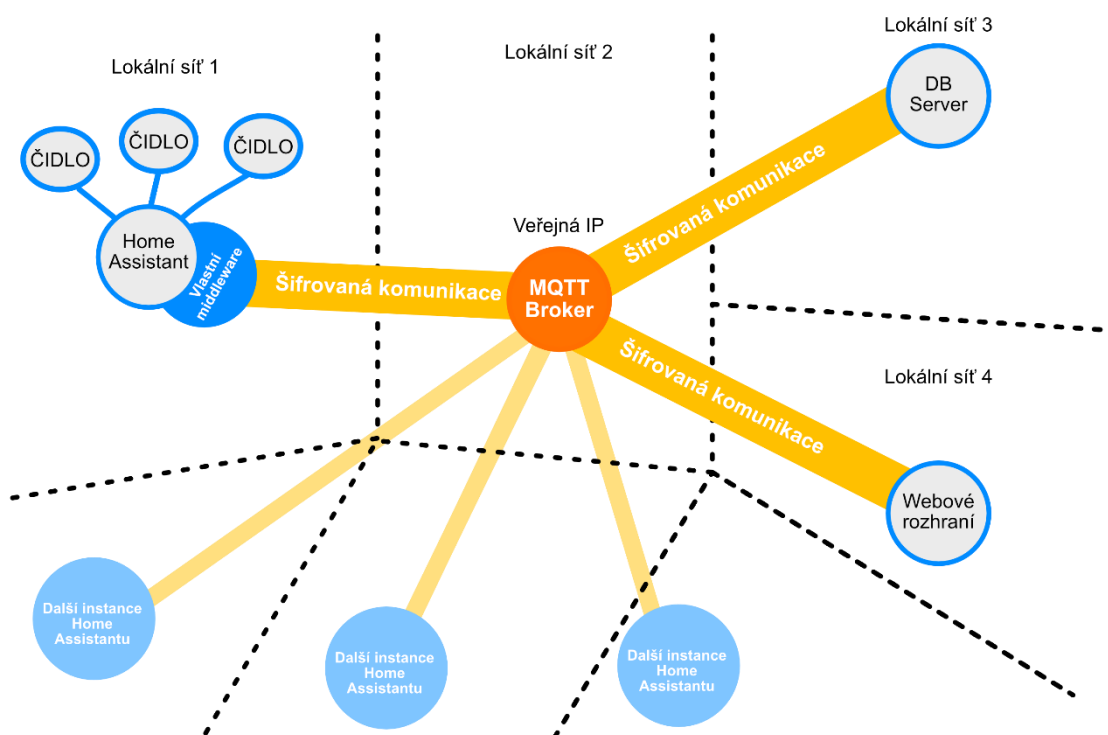 Lokální síť 1
Lokální síť 2
Lokální síť 3
DB
Server
ČIDLO
ČIDLO
ČIDLO
Home
Assistant
Vlastní
middleware
Šifrovaná komunikace
Veřejná IP
MQTT
Broker
Šifrovaná komunikace
Šifrovaná komunikace
Lokální síť 4
Webové
rozhraní
Další instance
Home
Assistantu
Další instance
Home
Assistantu
Další instance
Home
Assistantu